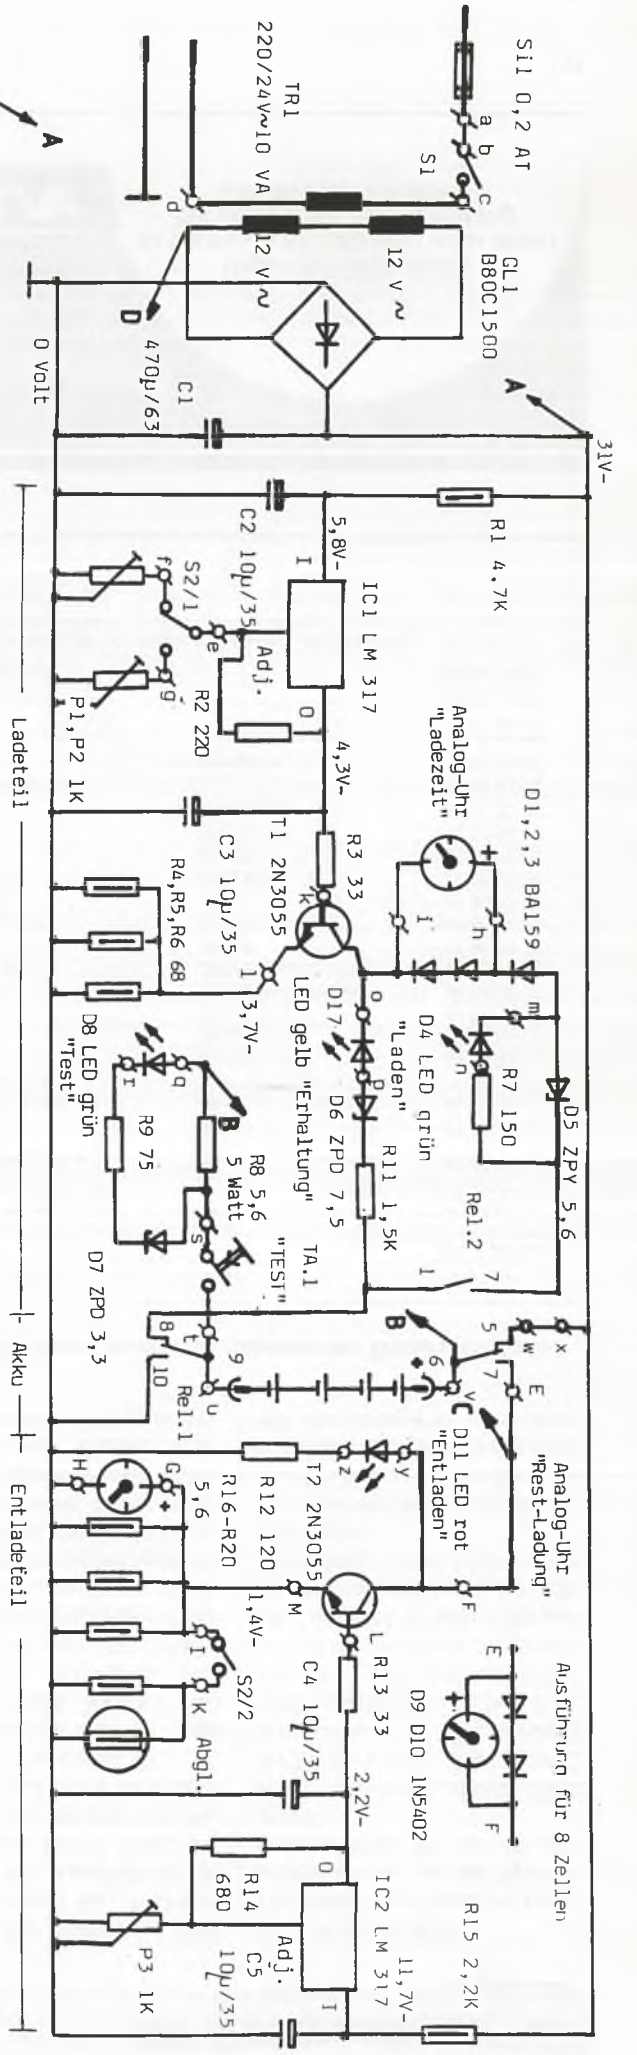 Si1 0,2 AT
a
b
c
S1
TR1
220/24V~10 VA
d
12 V ~
12 V ~
GL1
B80C1500
A
D
A
C1
470µ/63
0 Volt
31V-
R1 4.7K
5,8V-
I
IC1 LM 317
C2 10µ/35
Adj.
O
4,3V-
S2/1
f
e
g
R2 220
P1,P2 1K
Ladeteil
C3 10µ/35
T1 2N3055
R3 33
k
l
3,7V-
R4,R5,R6 68
Analog-Uhr
"Ladezeit"
+
i
h
D1,2,3 BA159
m
n
R7 150
D4 LED grün
"Laden"
D5 ZPY 5,6
o
p
D17
LED gelb "Erhaltung"
D6 ZPD 7,5
R11 1,5K
Rel.2
1
7
D8 LED grün
"Test"
r
q
R9 75
B
R8 5,6
5 Watt
s
TA.1
"TEST"
D7 ZPD 3,3
t
8
10
Rel.1
u
9
+
6
5
7
v
w
x
B
C
E
Akku
D11 LED rot
"Entladen"
Analog-Uhr
"Rest-Ladung"
y
z
F
R12 120
T2 2N3055
R16-R20
5,6
G
+
H
M
1,4V-
L
R13 33
I
K
S2/2
Abgl.
C4 10µ/35
2,2V-
Entladeteil
Ausführung für 8 Zellen
E
F
+
D9 D10 1N5402
O
R14
680
IC2 LM 317
Adj.
I
C5
10µ/35
11,7V-
R15 2,2K
P3 1K